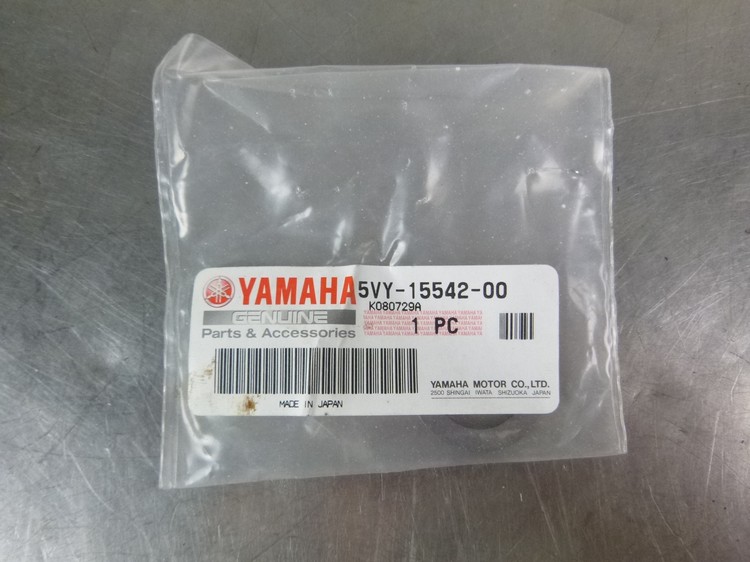 YAMAHA 5VY-15542-00
GENUINE K080729A
Parts & Accessories 1 PC
YAMAHA MOTOR CO., LTD.
2500 SHINGAI IWATA SHIZUOKA JAPAN
MADE IN JAPAN